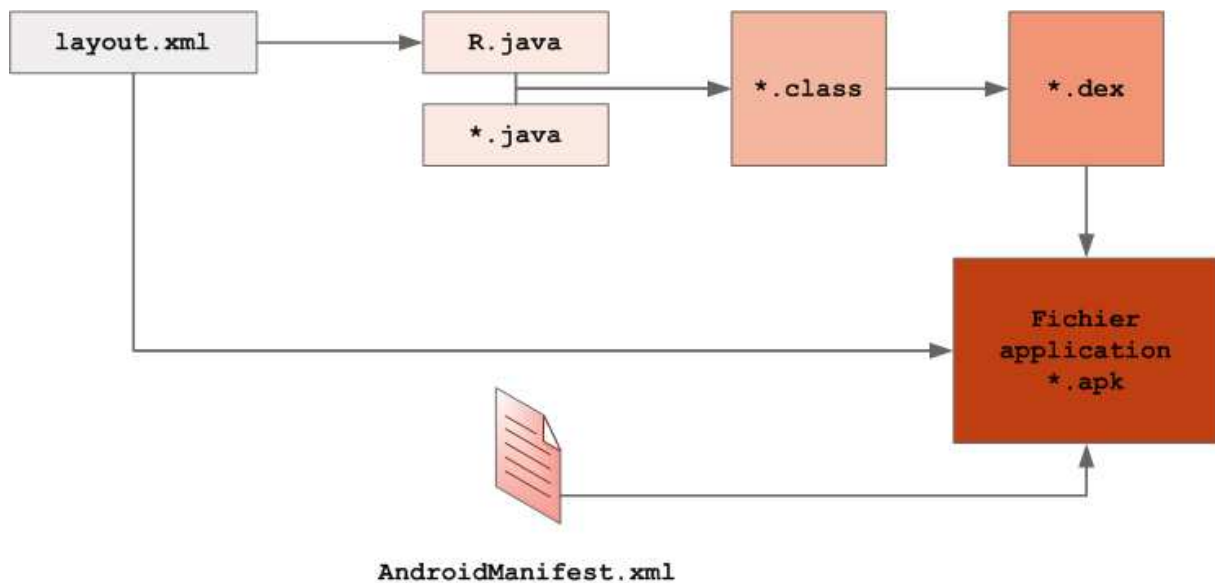 layout.xml
R.java
*.java
*.class
*.dex
Fichier
application
*.apk
AndroidManifest.xml